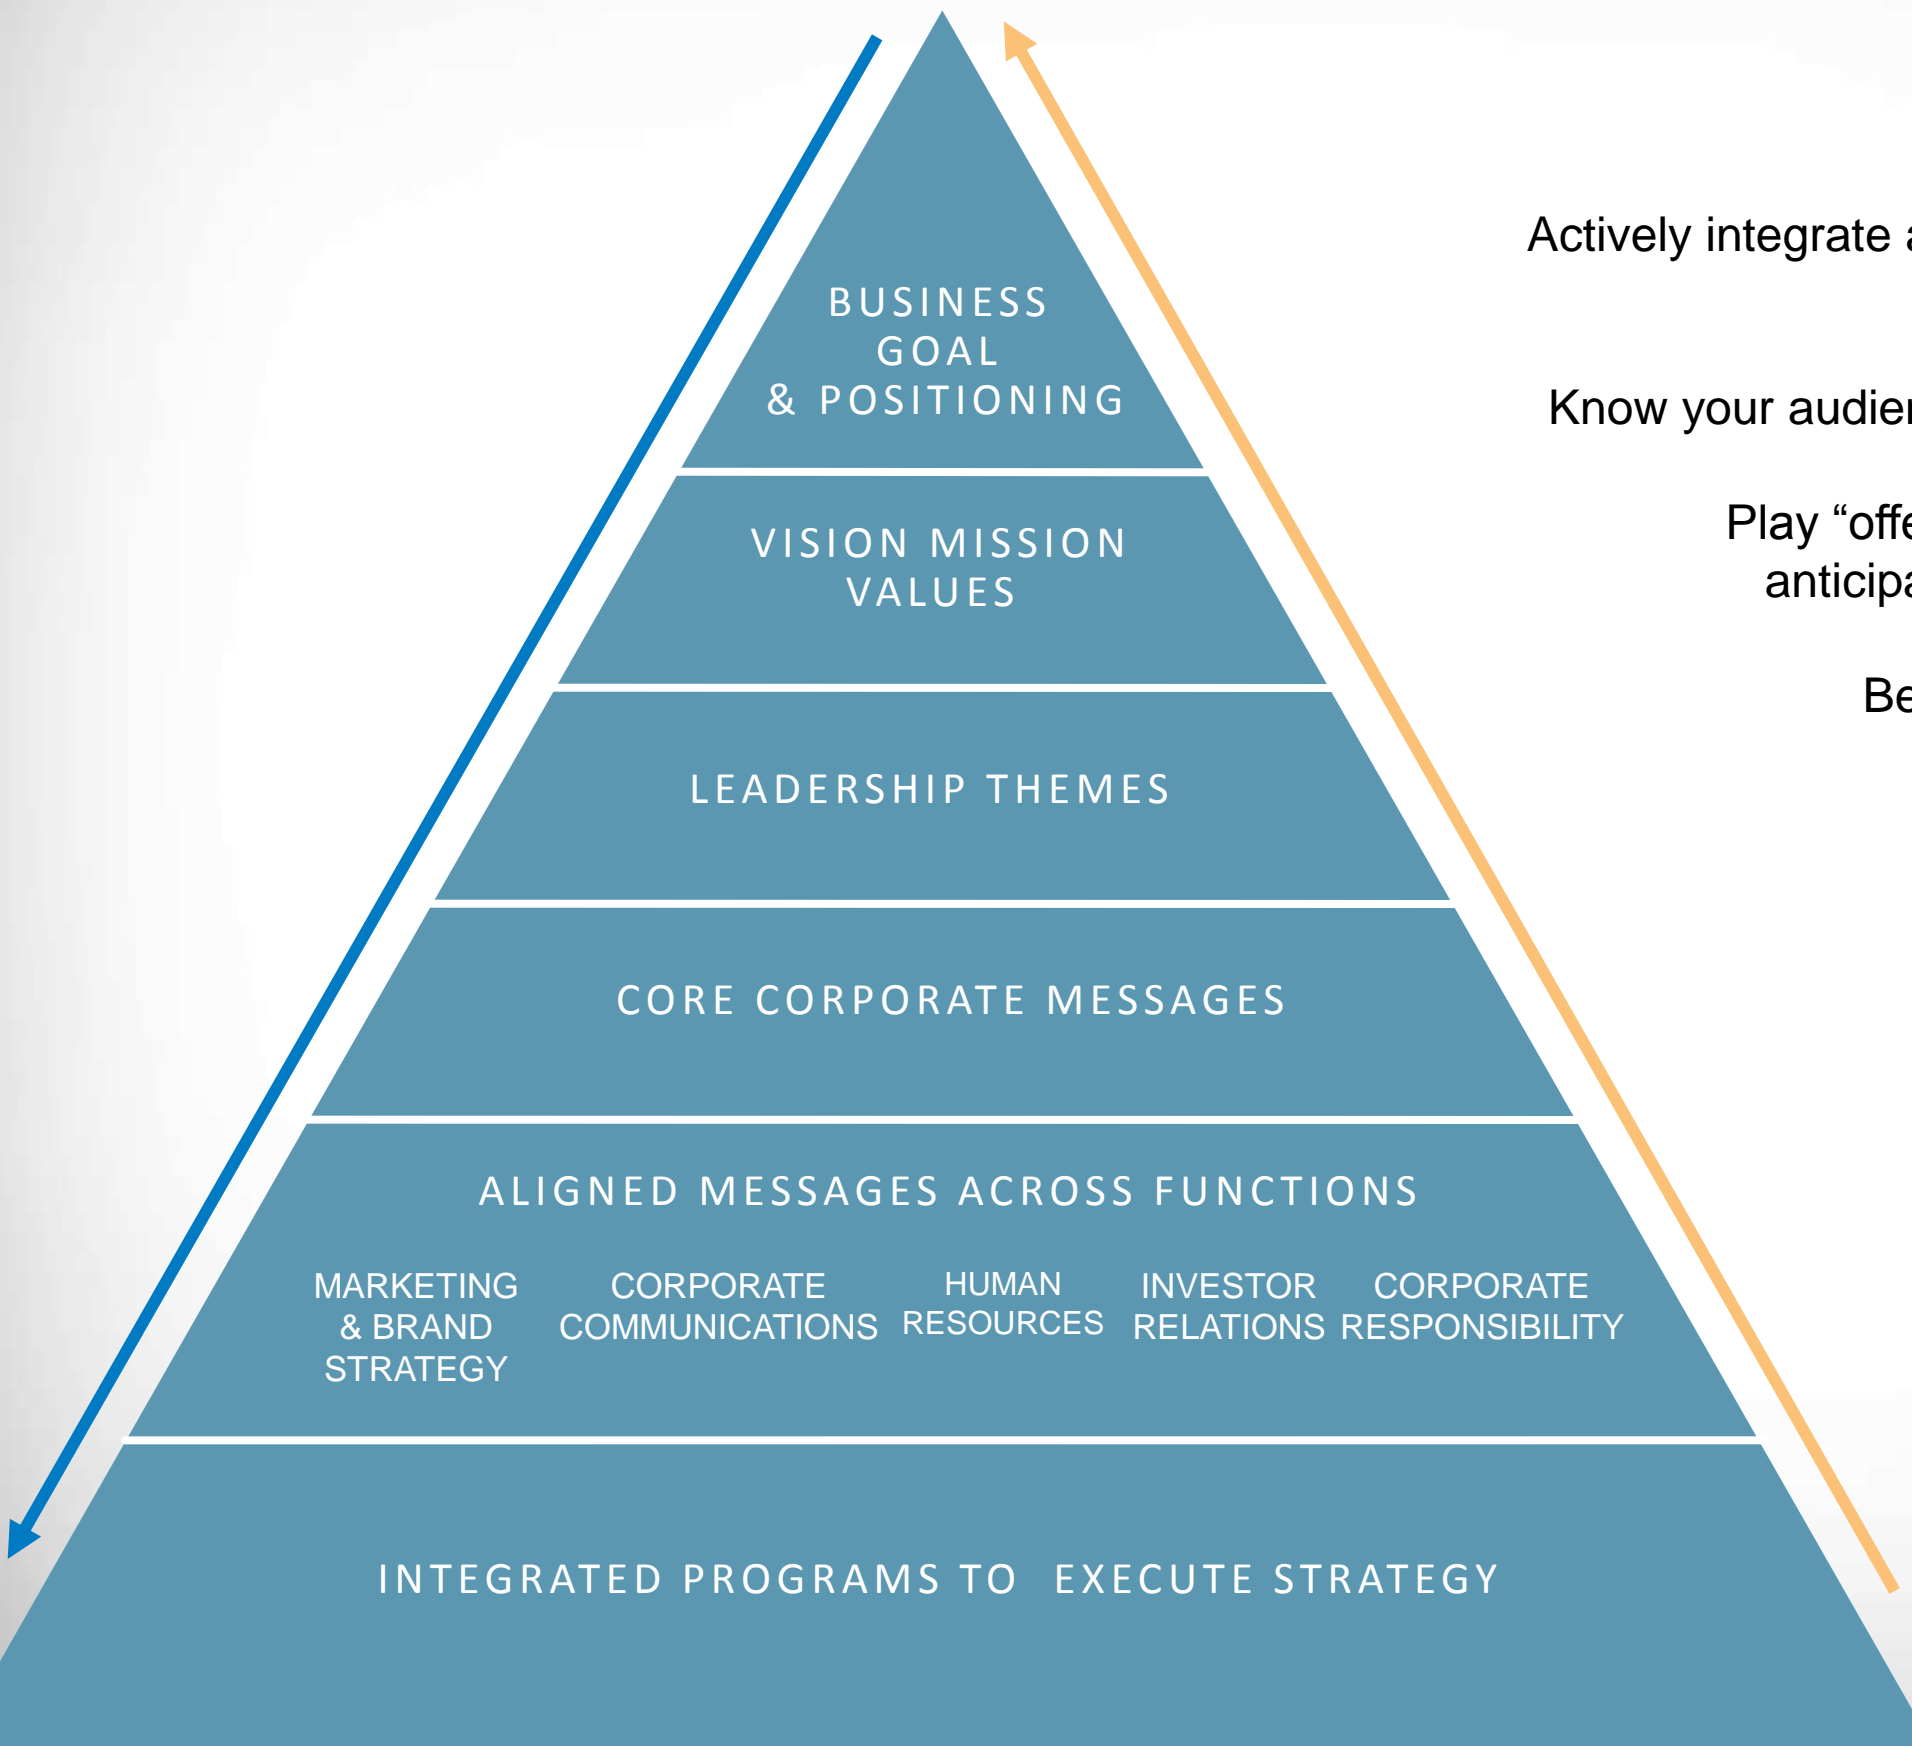 BUSINESS
GOAL
& POSITIONING
VISION MISSION
VALUES
LEADERSHIP THEMES
CORE CORPORATE MESSAGES
ALIGNED MESSAGES ACROSS FUNCTIONS
MARKETING
& BRAND
STRATEGY
CORPORATE
COMMUNICATIONS
HUMAN
RESOURCES
INVESTOR
RELATIONS
CORPORATE
RESPONSIBILITY
INTEGRATED PROGRAMS TO EXECUTE STRATEGY
Actively integrate
Know your
Play